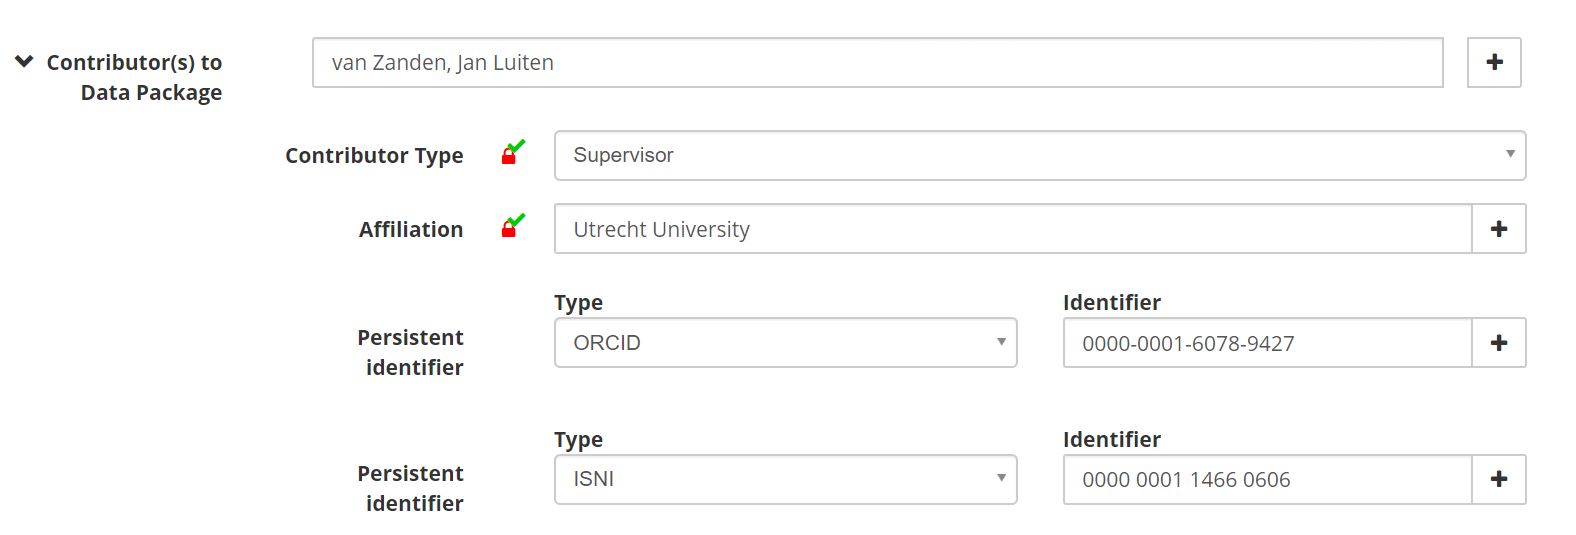 Contributor(s) to
Data Package
van Zanden, Jan Luiten
Contributor Type
Supervisor
Affiliation
Utrecht University
Type
Identifier
Persistent
identifier
ORCID
0000-0001-6078-9427
Type
Identifier
Persistent
identifier
ISNI
0000 0001 1466 0606